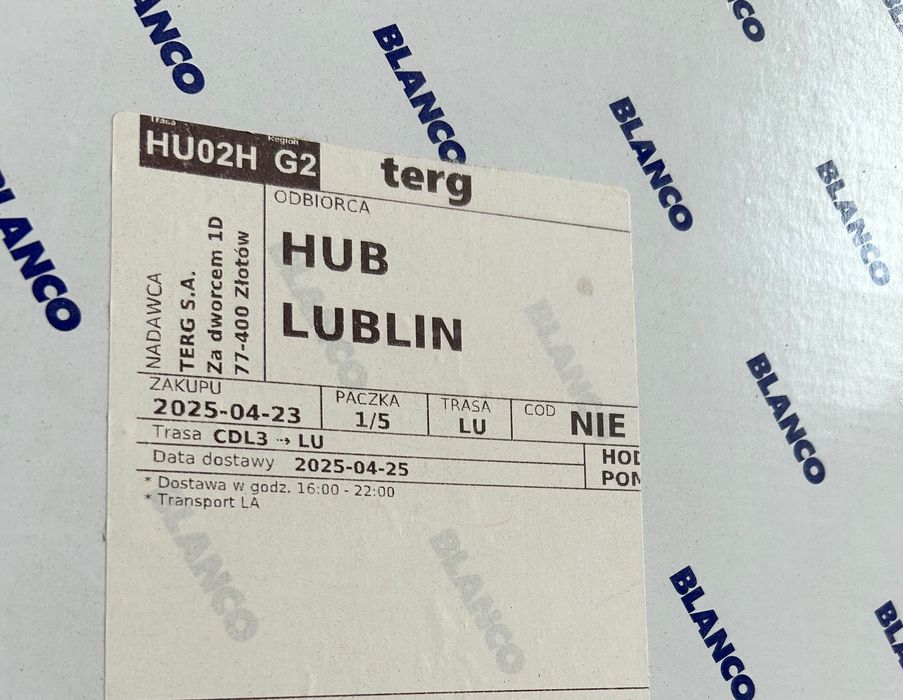 Trasa Region
HU02H G2
terg
NADAWCA
TERG S.A.
Za dworcem 1D
77-400 Złotów
ODBIORCA
HUB
LUBLIN
ZAKUPU
2025-04-23
PACZKA
1/5
TRASA
LU
COD NIE
Trasa CDL3 → LU
Data dostawy 2025-04-25
* Dostawa w godz. 16:00 - 22:00
* Transport LA
BLANCO
BLANCO
BLANCO
BLANCO
BLANCO
BLANCO
BLANCO
BLANCO
BLANCO